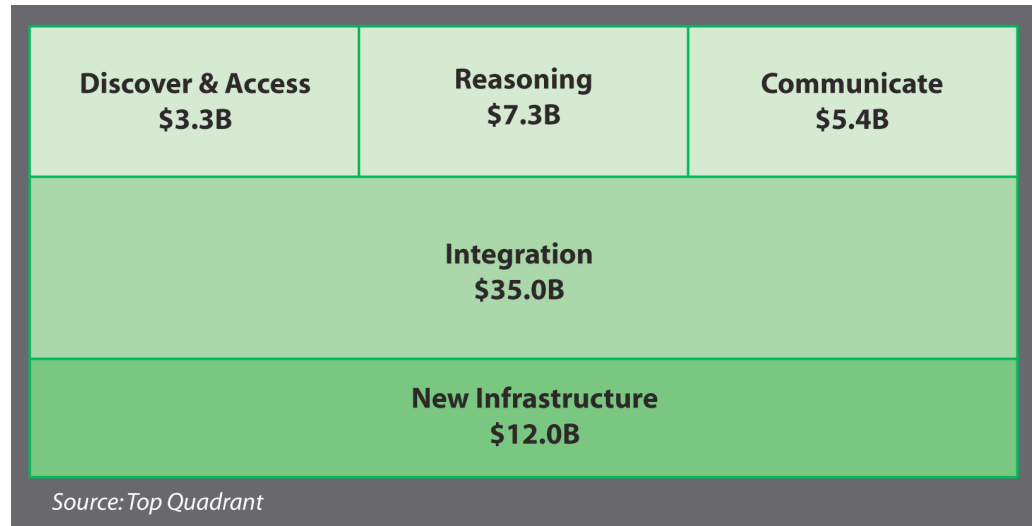 Discover & Access
$3.3B
Reasoning
$7.3B
Communicate
$5.4B
Integration
$35.0B
New Infrastructure
$12.0B
Source: Top Quadrant